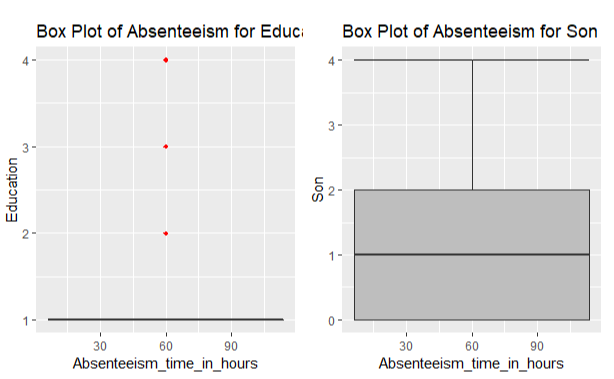 Box Plot of Absenteeism for Educa
4
3
2
1
Education
30 60 90
Absenteeism_time_in_hours
Box Plot of Absenteeism for Son
4
3
2
1
0
Son
30 60 90
Absenteeism_time_in_hours